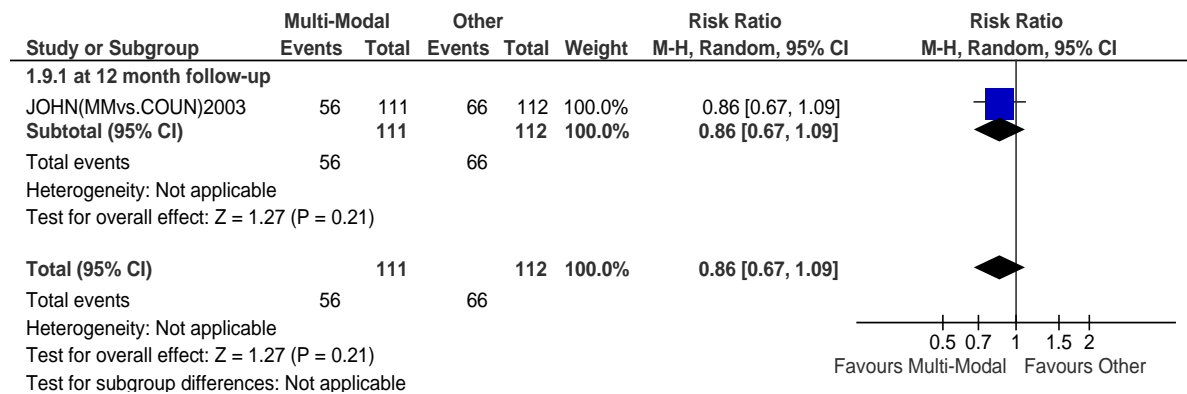 Multi-Modal Other Risk Ratio Risk Ratio
Study or Subgroup Events Total Events Total Weight M-H, Random, 95% CI M-H, Random, 95% CI
1.9.1 at 12 month follow-up
JOHN(MMvs.COUN)2003 56 111 66 112 100.0% 0.86 [0.67, 1.09]
Subtotal (95% CI) 111 112 100.0% 0.86 [0.67, 1.09]
Total events 56 66
Heterogeneity: Not applicable
Test for overall effect: Z = 1.27 (P = 0.21)
Total (95% CI) 111 112 100.0% 0.86 [0.67, 1.09]
Total events 56 66
Heterogeneity: Not applicable
Test for overall effect: Z = 1.27 (P = 0.21)
Test for subgroup differences: Not applicable
0.5 0.7 1 1.5 2
Favours Multi-Modal Favours Other